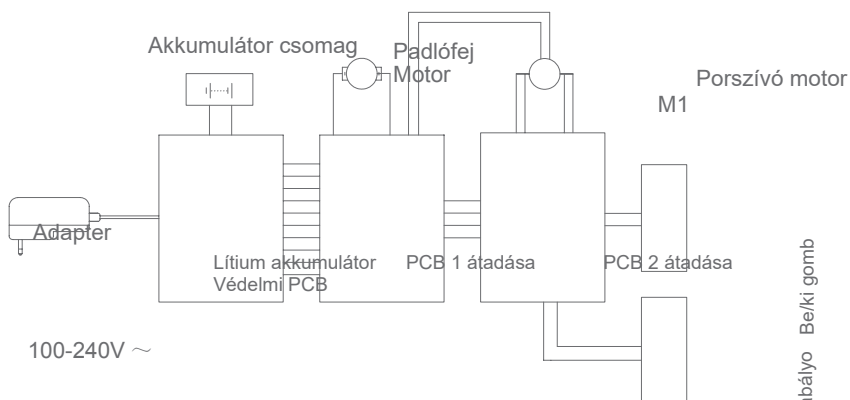 Akkumulátor csomag
Padlófej
Motor
Porszívó motor
M1
Adapter
Lítium akkumulátor
Védelmi PCB
PCB 1 átadása
PCB 2 átadása
100-240V ～
Be/ki gomb